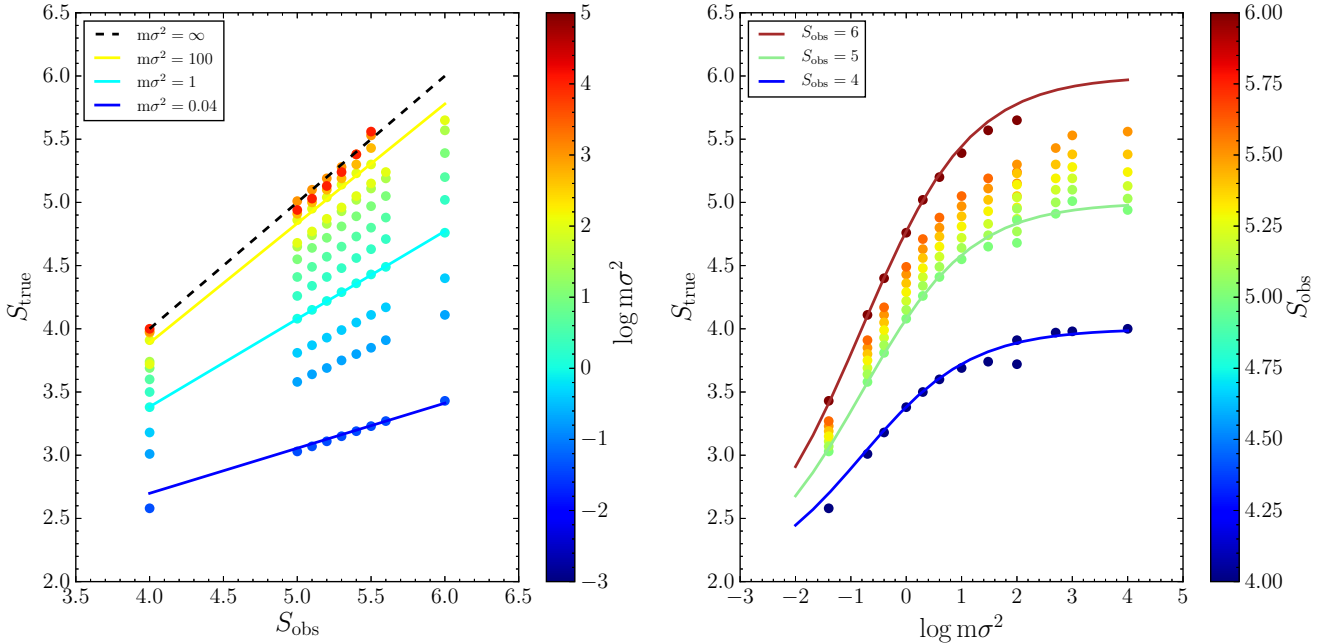 mσ² = ∞
mσ² = 100
mσ² = 1
mσ² = 0.04
6.5
6.0
5.5
5.0
4.5
4.0
3.5
3.0
2.5
2.0
S_true
3.5 4.0 4.5 5.0 5.5 6.0 6.5
S_obs
5
4
3
2
1
0
−1
−2
−3
log mσ²
S_obs = 6
S_obs = 5
S_obs = 4
6.5
6.0
5.5
5.0
4.5
4.0
3.5
3.0
2.5
2.0
S_true
−3 −2 −1 0 1 2 3 4 5
log mσ²
6.00
5.75
5.50
5.25
5.00
4.75
4.50
4.25
4.00
S_obs